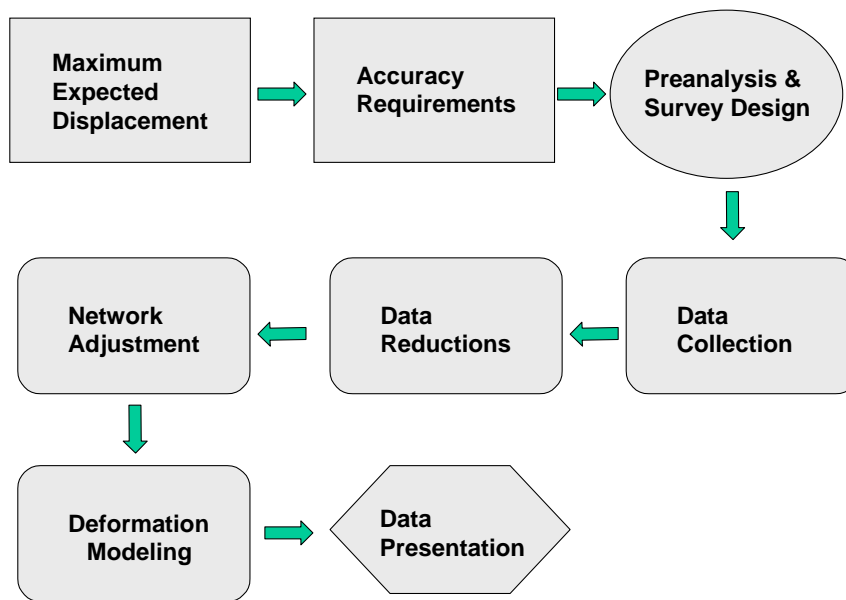 Maximum
Expected
Displacement
Accuracy
Requirements
Preanalysis &
Survey Design
Data
Collection
Data
Reductions
Network
Adjustment
Deformation
Modeling
Data
Presentation